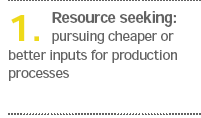 1. Resource seeking:
pursuing cheaper or
better inputs for production
processes